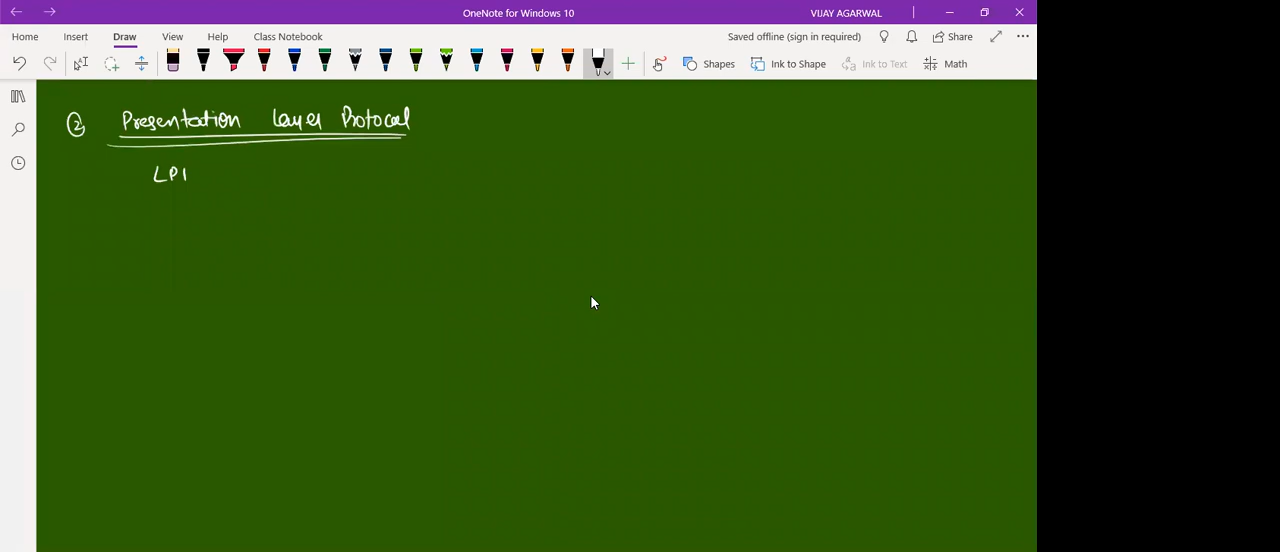 OneNote for Windows 10
VIJAY AGARWAL
Home Insert Draw View Help Class Notebook
Saved offline (sign in required)
Share
Shapes
Ink to Shape
Ink to Text
Math
② Presentation Layer Protocal
LPI